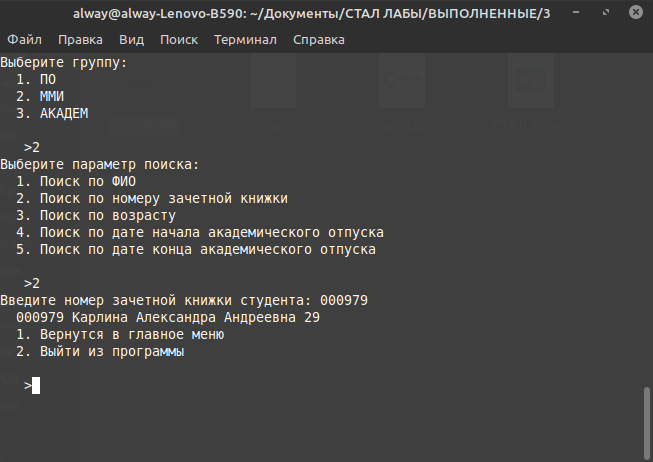 alway@alway-Lenovo-B590: ~/Документы/СТАЛ ЛАБЫ/ВЫПОЛНЕННЫЕ/3
Файл Правка Вид Поиск Терминал Справка
Выберите группу:
1. ПО
2. ММИ
3. АКАДЕМ
>2
Выберите параметр поиска:
1. Поиск по ФИО
2. Поиск по номеру зачетной книжки
3. Поиск по возрасту
4. Поиск по дате начала академического отпуска
5. Поиск по дате конца академического отпуска
>2
Введите номер зачетной книжки студента: 000979
000979 Карлина Александра Андреевна 29
1. Вернутся в главное меню
2. Выйти из программы
>